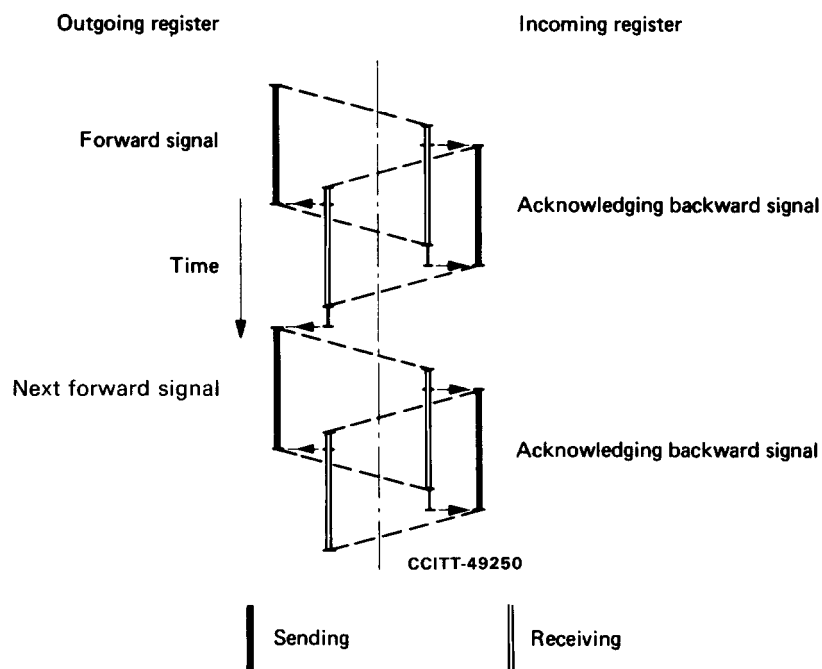 Outgoing register
Incoming register
Forward signal
Acknowledging backward signal
Time
Next forward signal
Acknowledging backward signal
CCITT-49250
Sending
Receiving